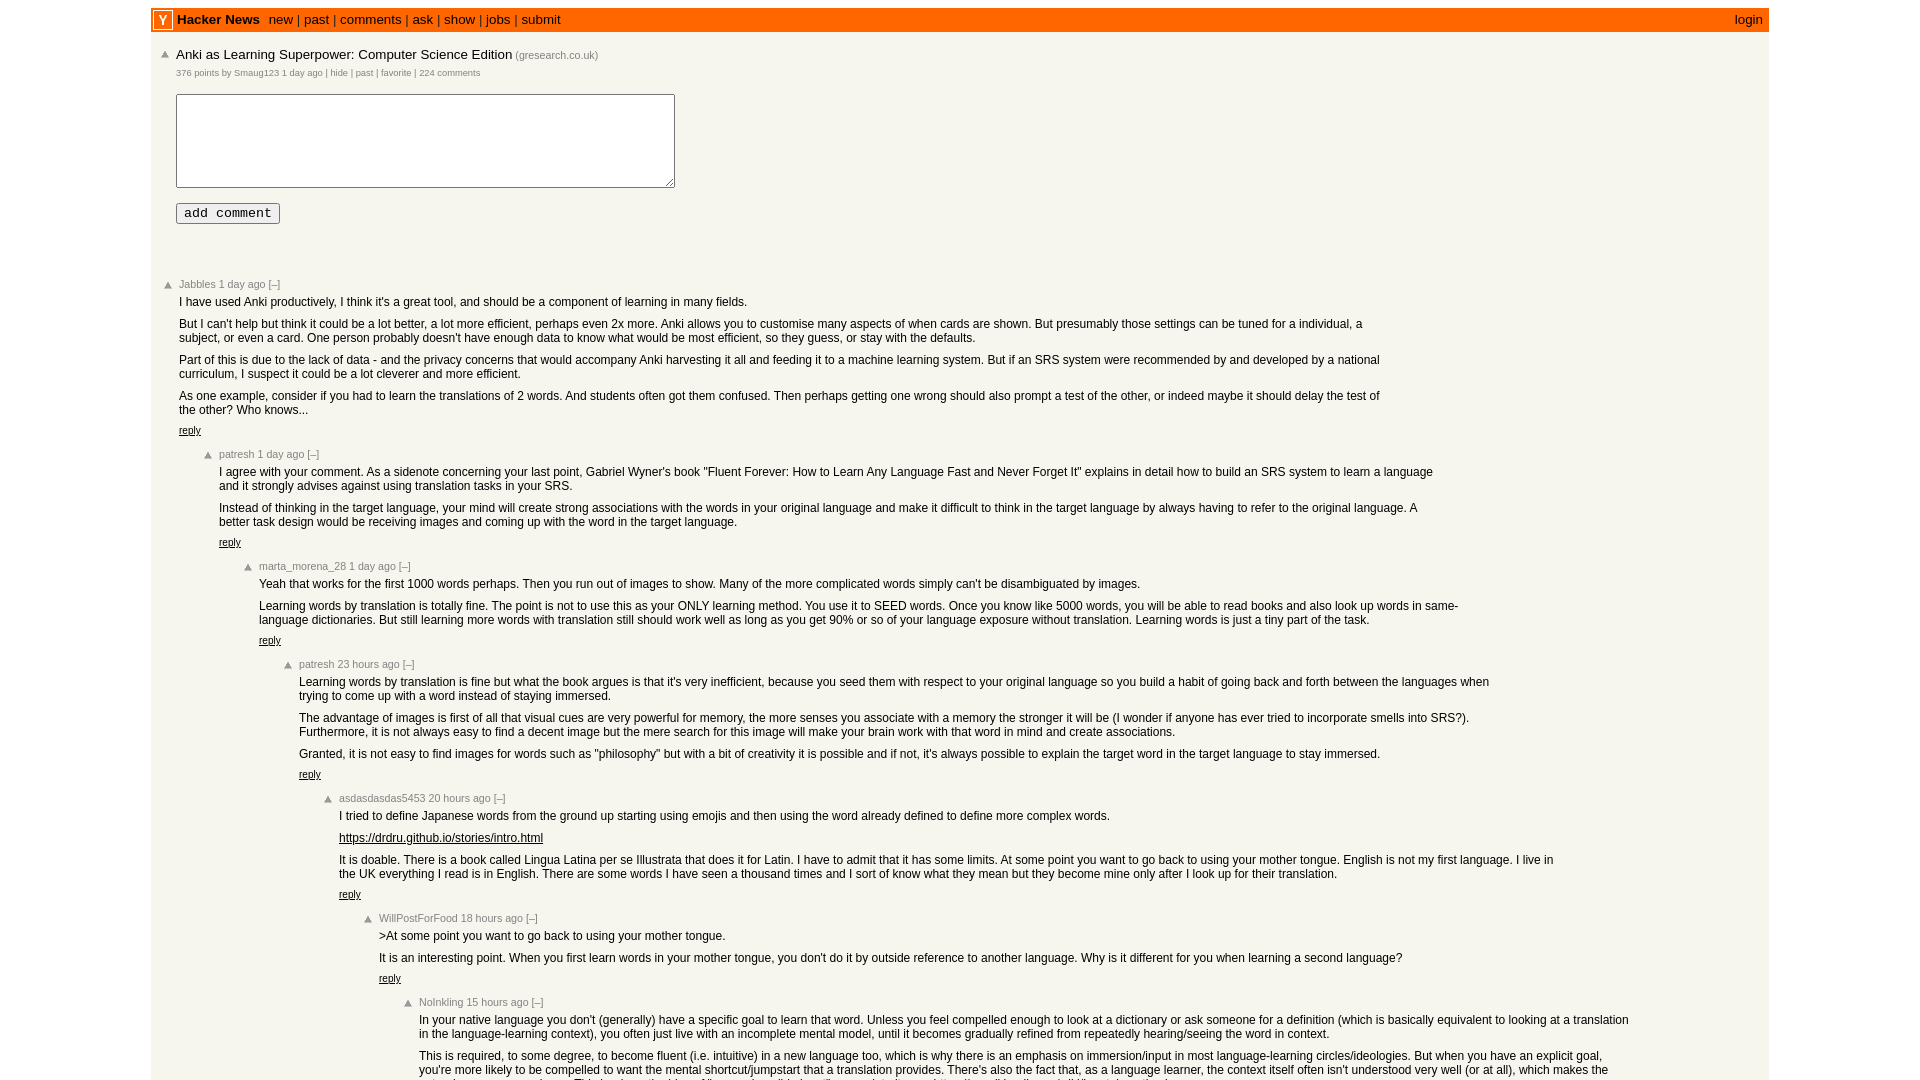 Y Hacker News new | past | comments | ask | show | jobs | submit login
Anki as Learning Superpower: Computer Science Edition (gresearch.co.uk)
376 points by Smaug123 1 day ago | hide | past | favorite | 224 comments
add comment
Jabbles 1 day ago [–]
I have used Anki productively, I think it's a great tool, and should be a component of learning in many fields.
But I can't help but think it could be a lot better, a lot more efficient, perhaps even 2x more. Anki allows you to customise many aspects of when cards are shown. But presumably those settings can be tuned for a individual, a
subject, or even a card. One person probably doesn't have enough data to know what would be most efficient, so they guess, or stay with the defaults.
Part of this is due to the lack of data - and the privacy concerns that would accompany Anki harvesting it all and feeding it to a machine learning system. But if an SRS system were recommended by and developed by a national
curriculum, I suspect it could be a lot cleverer and more efficient.
As one example, consider if you had to learn the translations of 2 words. And students often got them confused. Then perhaps getting one wrong should also prompt a test of the other, or indeed maybe it should delay the test of
the other? Who knows...
reply
patresh 1 day ago [–]
I agree with your comment. As a sidenote concerning your last point, Gabriel Wyner's book "Fluent Forever: How to Learn Any Language Fast and Never Forget It" explains in detail how to build an SRS system to learn a language
and it strongly advises against using translation tasks in your SRS.
Instead of thinking in the target language, your mind will create strong associations with the words in your original language and make it difficult to think in the target language by always having to refer to the original language. A
better task design would be receiving images and coming up with the word in the target language.
reply
marta_morena_28 1 day ago [–]
Yeah that works for the first 1000 words perhaps. Then you run out of images to show. Many of the more complicated words simply can't be disambiguated by images.
Learning words by translation is totally fine. The point is not to use this as your ONLY learning method. You use it to SEED words. Once you know like 5000 words, you will be able to read books and also look up words in same-
language dictionaries. But still learning more words with translation still should work well as long as you get 90% or so of your language exposure without translation. Learning words is just a tiny part of the task.
reply
patresh 23 hours ago [–]
Learning words by translation is fine but what the book argues is that it's very inefficient, because you seed them with respect to your original language so you build a habit of going back and forth between the languages when
trying to come up with a word instead of staying immersed.
The advantage of images is first of all that visual cues are very powerful for memory, the more senses you associate with a memory the stronger it will be (I wonder if anyone has ever tried to incorporate smells into SRS?).
Furthermore, it is not always easy to find a decent image but the mere search for this image will make your brain work with that word in mind and create associations.
Granted, it is not easy to find images for words such as "philosophy" but with a bit of creativity it is possible and if not, it's always possible to explain the target word in the target language to stay immersed.
reply
asdasdasdas5453 20 hours ago [–]
I tried to define Japanese words from the ground up starting using emojis and then using the word already defined to define more complex words.
https://drdru.github.io/stories/intro.html
It is doable. There is a book called Lingua Latina per se Illustrata that does it for Latin. I have to admit that it has some limits. At some point you want to go back to using your mother tongue. English is not my first language. I live in
the UK everything I read is in English. There are some words I have seen a thousand times and I sort of know what they mean but they become mine only after I look up for their translation.
reply
WillPostForFood 18 hours ago [–]
>At some point you want to go back to using your mother tongue.
It is an interesting point. When you first learn words in your mother tongue, you don't do it by outside reference to another language. Why is it different for you when learning a second language?
reply
NoInkling 15 hours ago [–]
In your native language you don't (generally) have a specific goal to learn that word. Unless you feel compelled enough to look at a dictionary or ask someone for a definition (which is basically equivalent to looking at a translation
in the language-learning context), you often just live with an incomplete mental model, until it becomes gradually refined from repeatedly hearing/seeing the word in context.
This is required, to some degree, to become fluent (i.e. intuitive) in a new language too, which is why there is an emphasis on immersion/input in most language-learning circles/ideologies. But when you have an explicit goal,
you're more likely to be compelled to want the mental shortcut/jumpstart that a translation provides. There's also the fact that, as a language learner, the context itself often isn't understood very well (or at all), which makes the